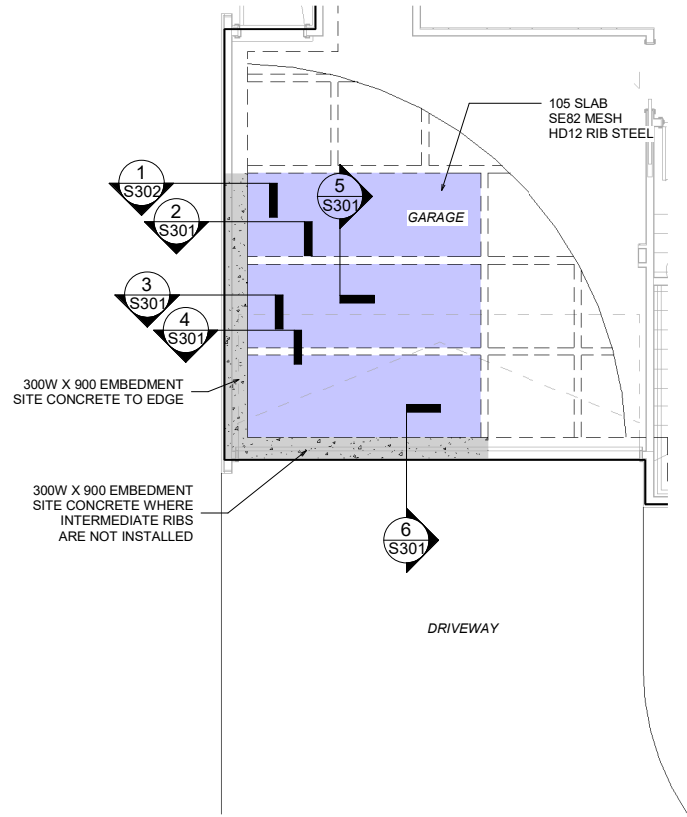 105 SLAB
SE82 MESH
HD12 RIB STEEL
1
S302
5
S301
2
S301
GARAGE
3
S301
4
S301
300W X 900 EMBEDMENT
SITE CONCRETE TO EDGE
300W X 900 EMBEDMENT
SITE CONCRETE WHERE
INTERMEDIATE RIBS
ARE NOT INSTALLED
6
S301
DRIVEWAY